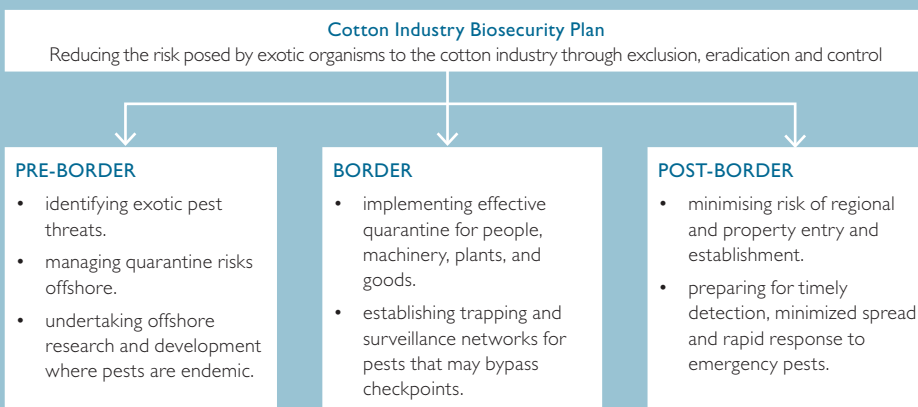 Cotton Industry Biosecurity Plan
Reducing the risk posed by exotic organisms to the cotton industry through exclusion, eradication and control
PRE-BORDER
• identifying exotic pest
threats.
• managing quarantine risks
offshore.
• undertaking offshore
research and development
where pests are endemic.
BORDER
• implementing effective
quarantine for people,
machinery, plants, and
goods.
• establishing trapping and
surveillance networks for
pests that may bypass
checkpoints.
POST-BORDER
• minimising risk of regional
and property entry and
establishment.
• preparing for timely
detection, minimized spread
and rapid response to
emergency pests.